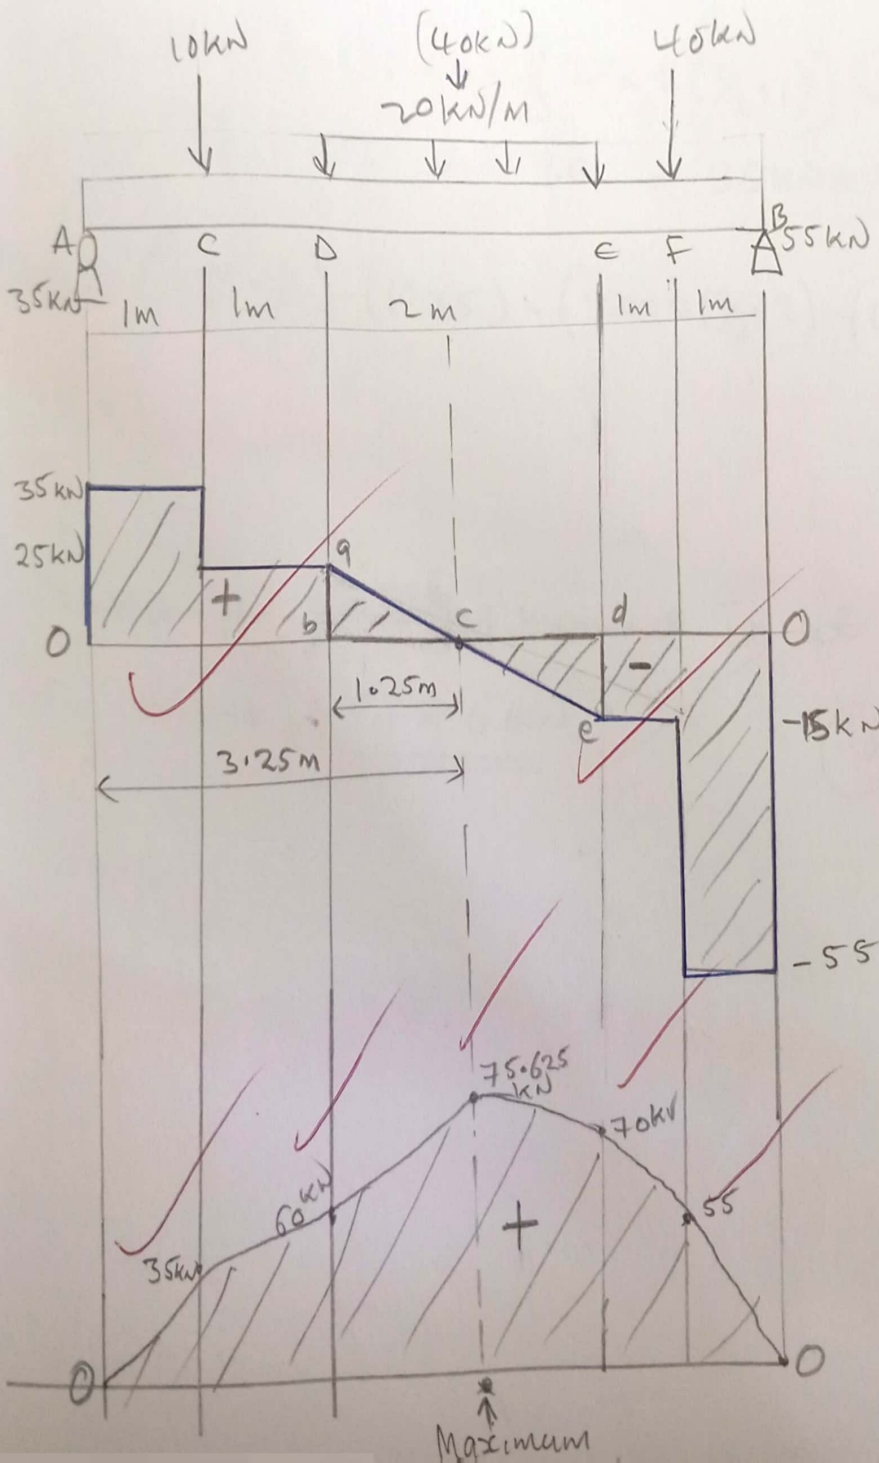 10kN (40kN) 40kN
20kN/M
A C D E F B 55kN
35kN
1m 1m 2m 1m 1m
35kN
25kN a
+ b c d 0
0 -
1.25m e -15kN
3.25m
-55
75.625
kN
70kN
60kN 55
35kN +
0 0
Maximum